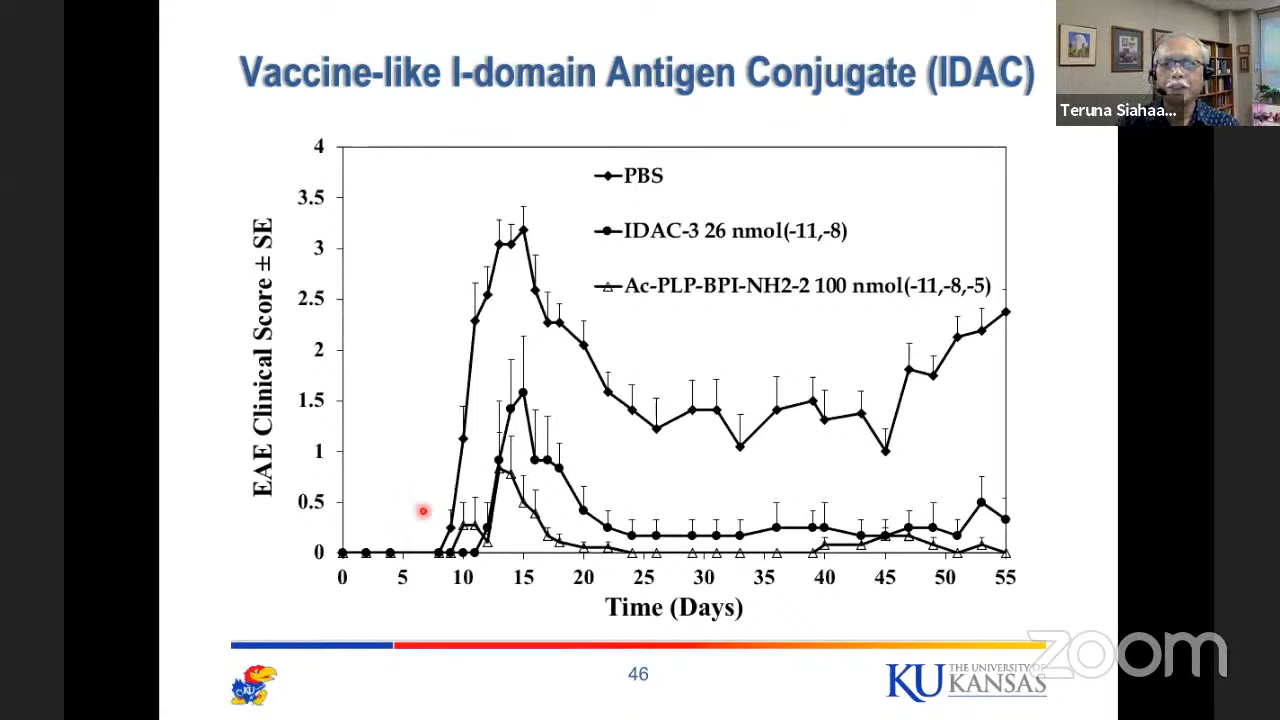 Vaccine-like I-domain Antigen Conjugate (IDAC)
Teruna Siahaa...
4
3.5
3
2.5
2
1.5
1
0.5
0
EAE Clinical Score ± SE
PBS
IDAC-3 26 nmol(-11,-8)
Ac-PLP-BPI-NH2-2 100 nmol(-11,-8,-5)
0 5 10 15 20 25 30 35 40 45 50 55
Time (Days)
KU
46
KU THE UNIVERSITY OF
KANSAS
zoom